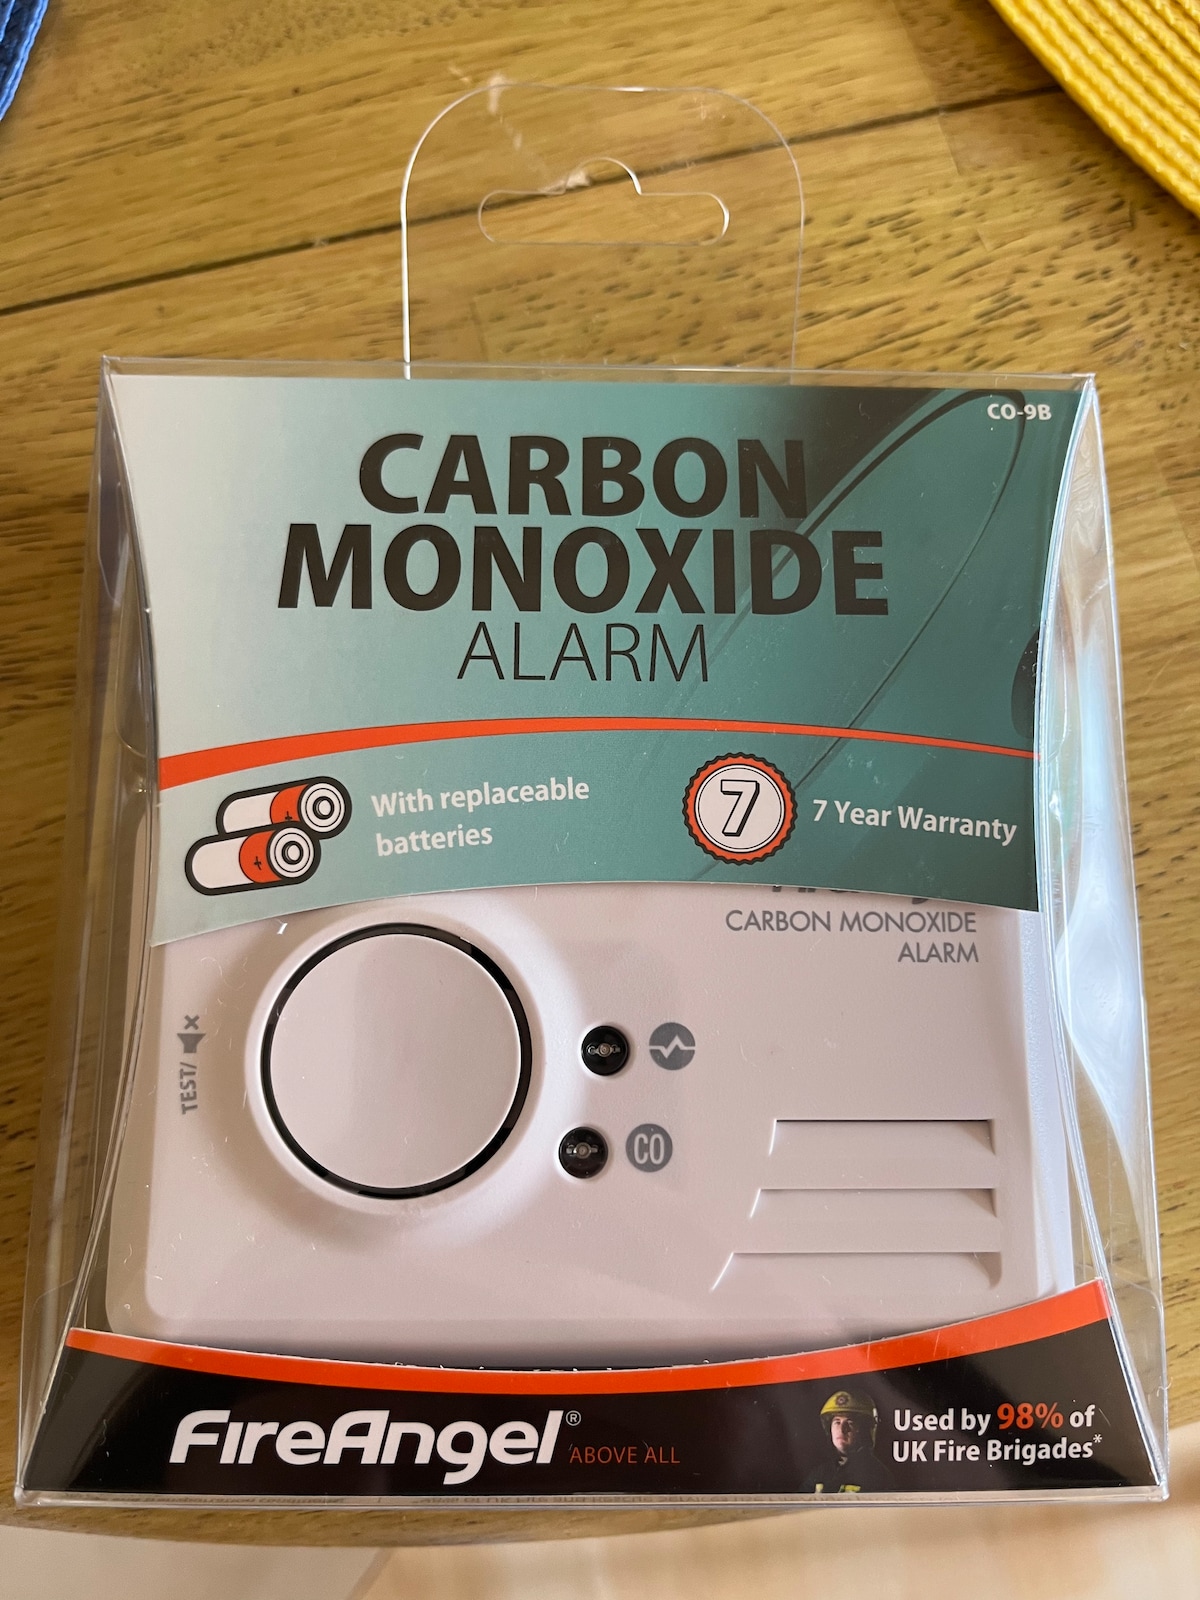 CO-9B
CARBON
MONOXIDE
ALARM
With replaceable
batteries
7
7 Year Warranty
CARBON MONOXIDE
ALARM
TEST/
CO
FireAngel®
ABOVE ALL
Used by 98% of
UK Fire Brigades*